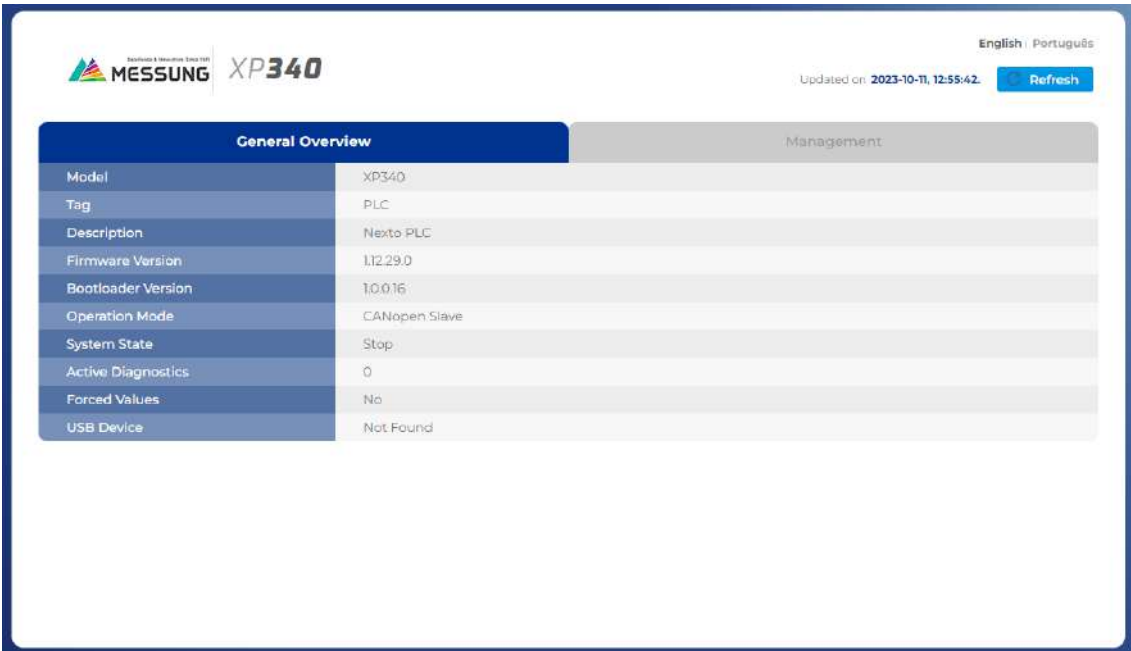 English | Português
MESSUNG XP340
Updated on 2023-10-11, 12:55:42. Refresh
General Overview Management
Model XP340
Tag PLC
Description Nexto PLC
Firmware Version 1.12.29.0
Bootloader Version 1.0.0.16
Operation Mode CANopen Slave
System State Stop
Active Diagnostics 0
Forced Values No
USB Device Not Found